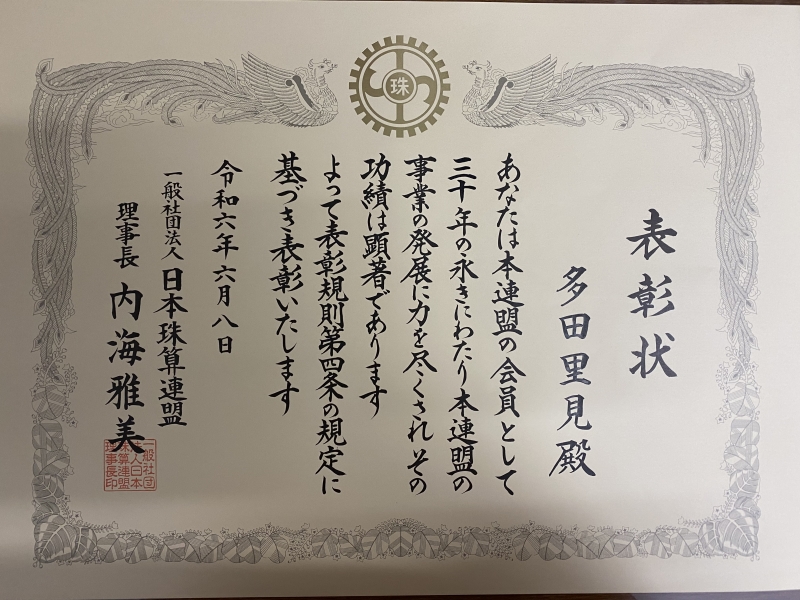 珠
表彰状
多田里見殿
あなたは本連盟の会員として
三十年の永きにわたり本連盟の
事業の発展に力を尽くされその
功績は顕著であります
よって表彰規則第四条の規定に
基づき表彰いたします
令和六年六月八日
一般社団法人日本珠算連盟
理事長 内海雅美
一般社団
法人日本
珠算連盟
理事長印